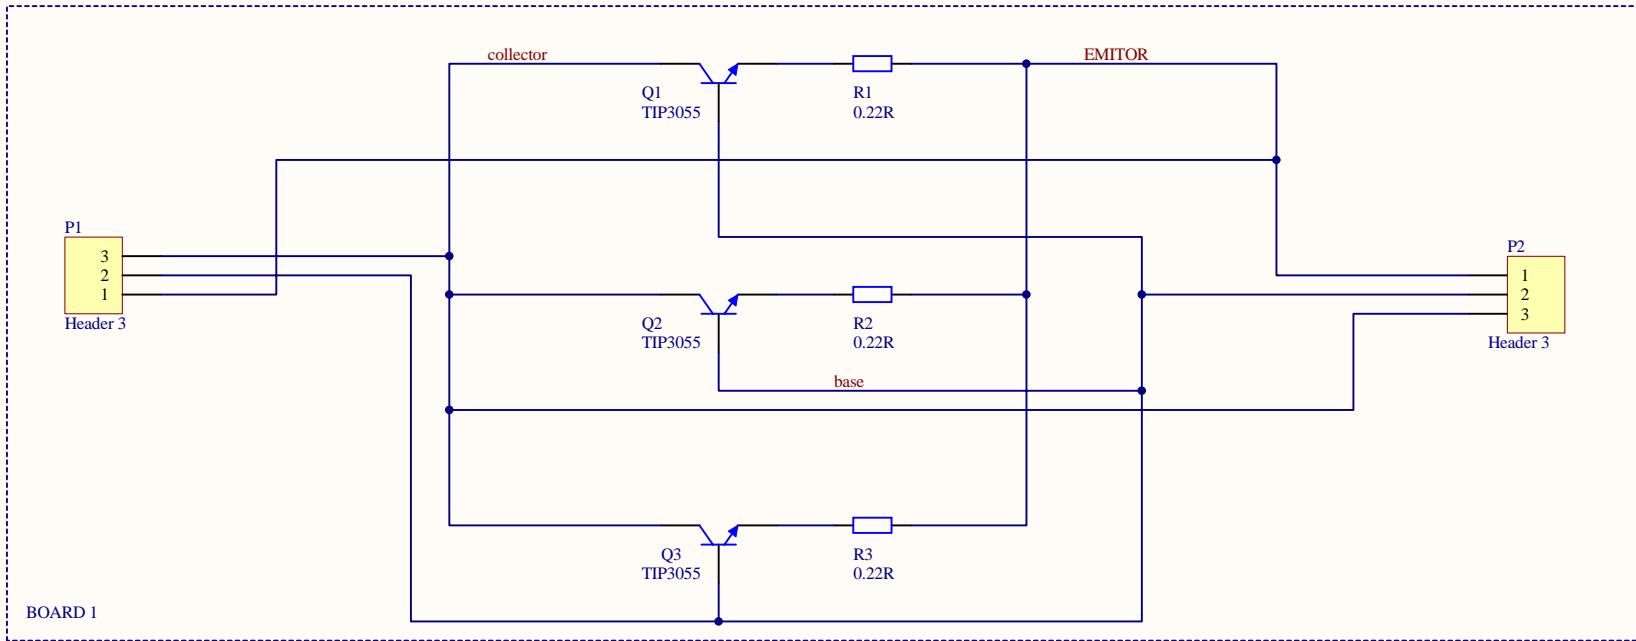 collector
EMITOR
Q1
TIP3055
R1
0.22R
P1
3
2
1
Header 3
P2
1
2
3
Header 3
Q2
TIP3055
R2
0.22R
base
Q3
TIP3055
R3
0.22R
BOARD 1